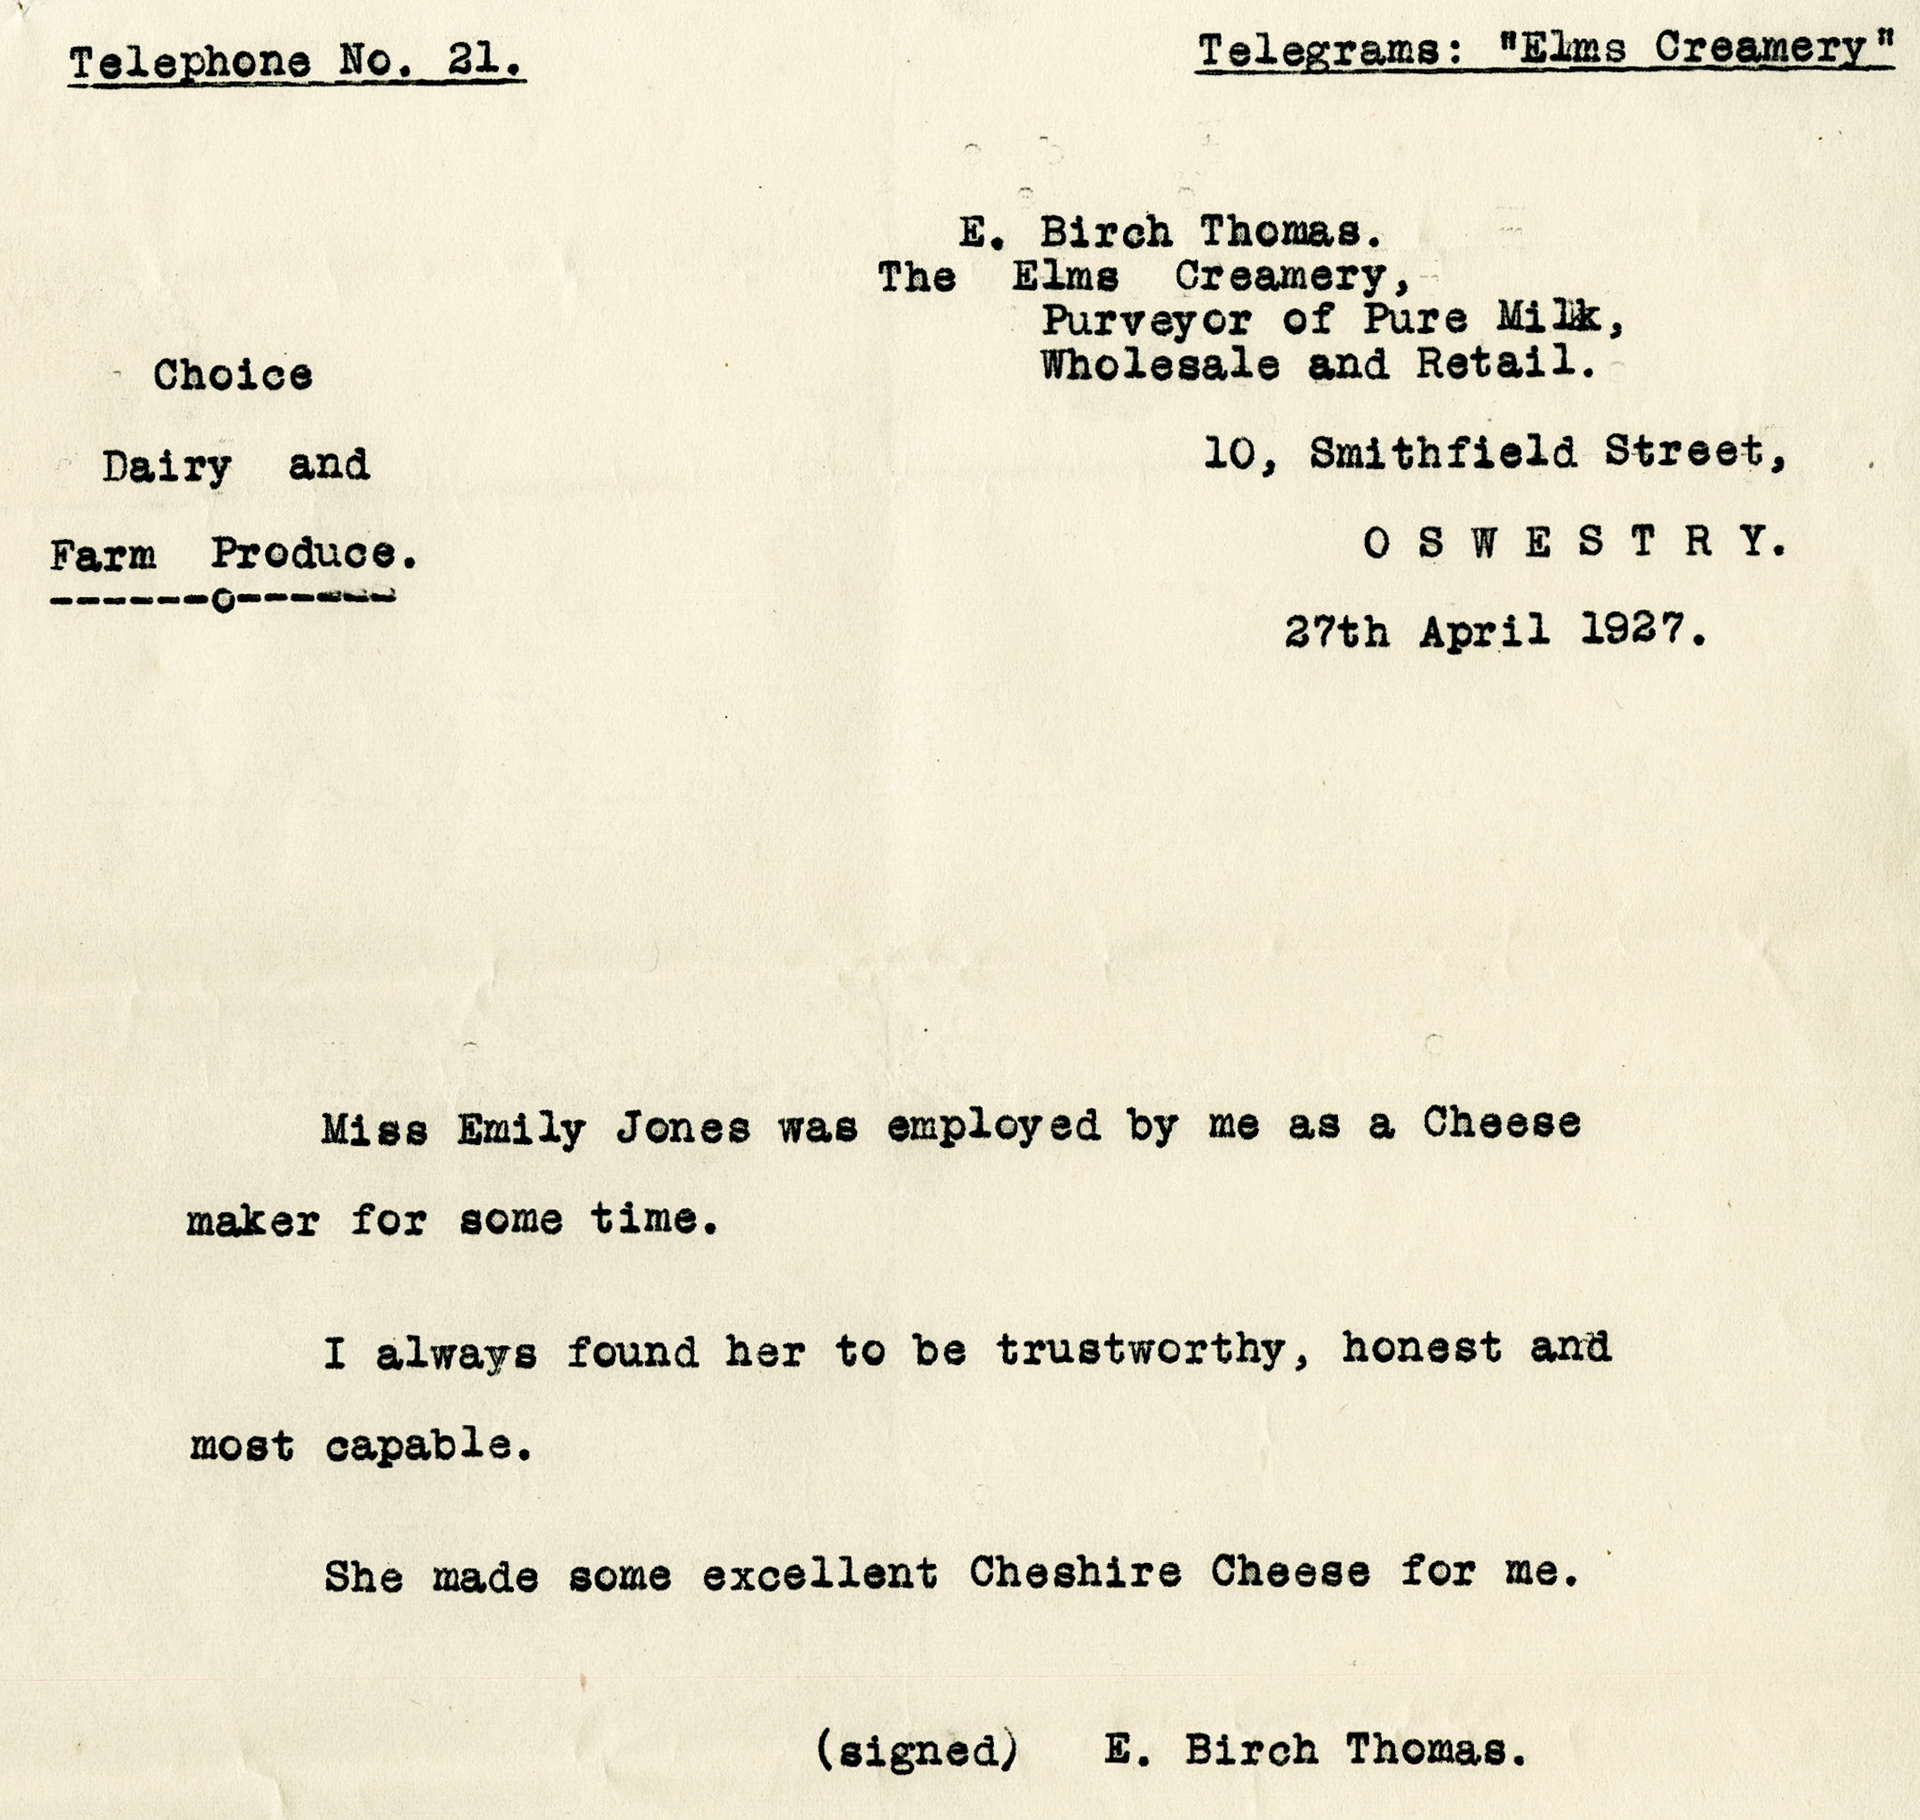 Telephone No. 21.
Telegrams: "Elms Creamery"
E. Birch Thomas.
The Elms Creamery,
Purveyor of Pure Milk,
Wholesale and Retail.
Choice
Dairy and
Farm Produce.
------o------
10, Smithfield Street,
O S W E S T R Y.
27th April 1927.
Miss Emily Jones was employed by me as a Cheese
maker for some time.
I always found her to be trustworthy, honest and
most capable.
She made some excellent Cheshire Cheese for me.
(signed) E. Birch Thomas.